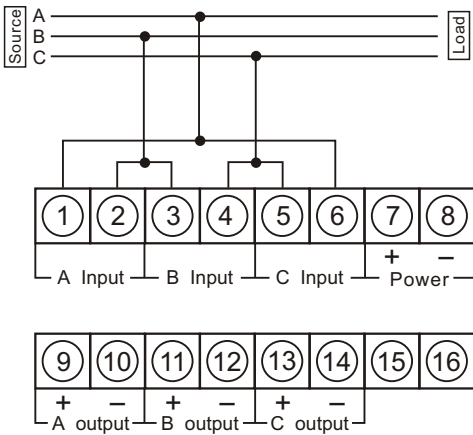 Source
A
B
C
Load
1 2 3 4 5 6 7 8
+ −
A Input B Input C Input Power
9 10 11 12 13 14 15 16
+ − + − + −
A output B output C output